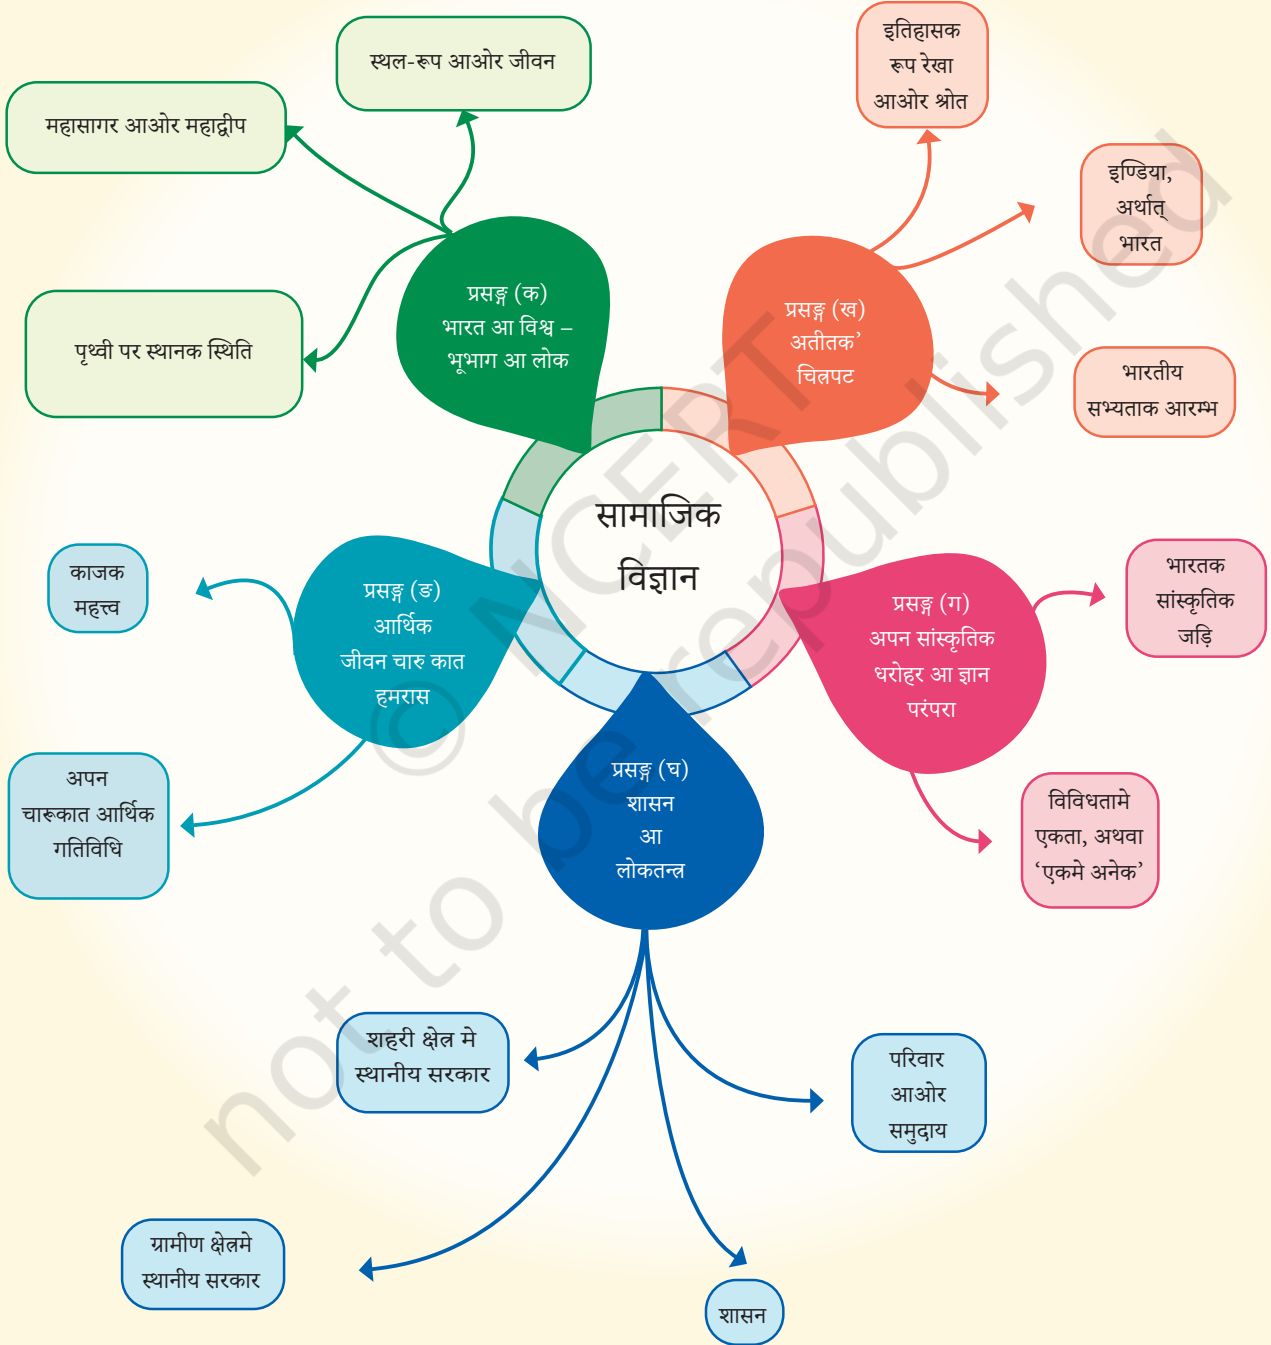 स्थल-रूप आओर जीवन
महासागर आओर महाद्वीप
पृथ्वी पर स्थानक स्थिति
प्रसङ्ग (क)
भारत आ विश्व –
भूभाग आ लोक
इतिहासक
रूप रेखा
आओर श्रोत
इण्डिया,
अर्थात्
भारत
भारतीय
सभ्यताक आरम्भ
प्रसङ्ग (ख)
अतीतक’
चित्रपट
सामाजिक
विज्ञान
काजक
महत्त्व
प्रसङ्ग (ङ)
आर्थिक
जीवन चारु कात
हमरास
अपन
चारूकात आर्थिक
गतिविधि
प्रसङ्ग (ग)
अपन सांस्कृतिक
धरोहर आ ज्ञान
परंपरा
भारतक
सांस्कृतिक
जड़ि
विविधतामे
एकता, अथवा
‘एकमे अनेक’
प्रसङ्ग (घ)
शासन
आ
लोकतन्त्र
शहरी क्षेत्र मे
स्थानीय सरकार
परिवार
आओर
समुदाय
ग्रामीण क्षेत्रमे
स्थानीय सरकार
शासन
© NCERT
not to be republished